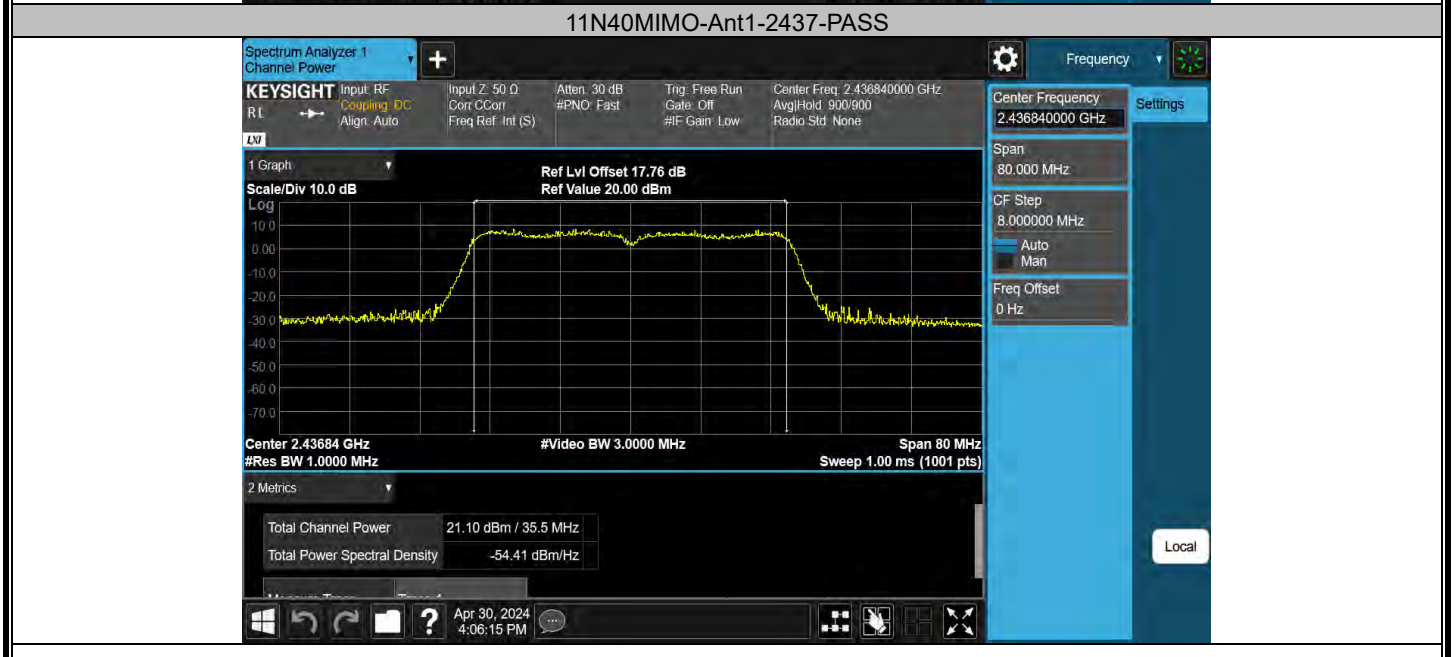 11N40MIMO-Ant1-2437-PASS
Spectrum Analyzer 1
Channel Power
+
Frequency
KEYSIGHT
RL
LXI
Input: RF
Coupling: DC
Align: Auto
Input Z: 50 Ω
Corr CCorr
Freq Ref: Int (S)
Atten: 30 dB
#PNO: Fast
Trig: Free Run
Gate: Off
#IF Gain: Low
Center Freq: 2.436840000 GHz
Avg|Hold: 900/900
Radio Std: None
Center Frequency
2.436840000 GHz
Settings
Span
80.000 MHz
CF Step
8.000000 MHz
Auto
Man
Freq Offset
0 Hz
1 Graph
Scale/Div 10.0 dB
Ref Lvl Offset 17.76 dB
Ref Value 20.00 dBm
Log
10.0
0.00
-10.0
-20.0
-30.0
-40.0
-50.0
-60.0
-70.0
Center 2.43684 GHz
#Video BW 3.0000 MHz
Span 80 MHz
#Res BW 1.0000 MHz
Sweep 1.00 ms (1001 pts)
2 Metrics
Total Channel Power 21.10 dBm / 35.5 MHz
Total Power Spectral Density -54.41 dBm/Hz
Local
?
Apr 30, 2024
4:06:15 PM